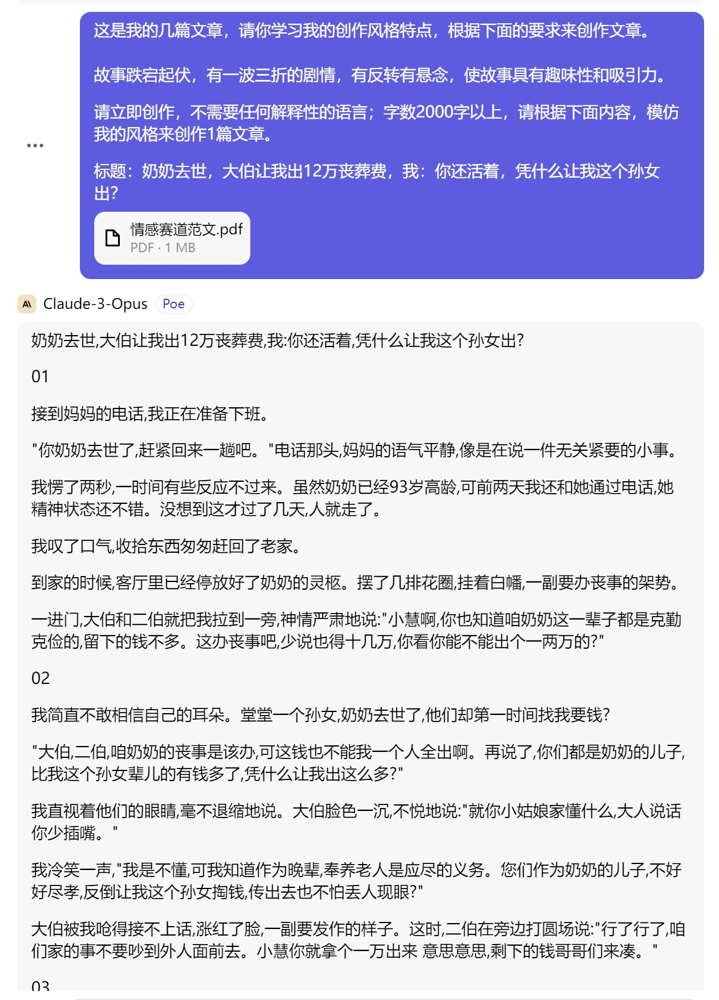 这是我的几篇文章，请你学习我的创作风格特点，根据下面的要求来创作文章。
故事跌宕起伏，有一波三折的剧情，有反转有悬念，使故事具有趣味性和吸引力。
请立即创作，不需要任何解释性的语言；字数2000字以上，请根据下面内容，模仿
我的风格来创作1篇文章。
标题：奶奶去世，大伯让我出12万丧葬费，我：你还活着，凭什么让我这个孙女
出？
情感赛道范文.pdf
PDF · 1 MB
Claude-3-Opus
Poe
奶奶去世,大伯让我出12万丧葬费,我:你还活着,凭什么让我这个孙女出?
01
接到妈妈的电话,我正在准备下班。
"你奶奶去世了,赶紧回来一趟吧。"电话那头,妈妈的语气平静,像是在说一件无关紧要的小事。
我愣了两秒,一时间有些反应不过来。虽然奶奶已经93岁高龄,可前两天我还和她通过电话,她
精神状态还不错。没想到这才过了几天,人就走了。
我叹了口气,收拾东西匆匆赶回了老家。
到家的时候,客厅里已经停放好了奶奶的灵柩。摆了几排花圈,挂着白幡,一副要办丧事的架势。
一进门,大伯和二伯就把我拉到一旁,神情严肃地说:"小慧啊,你也知道咱奶奶这一辈子都是克勤
克俭的,留下的钱不多。这办丧事吧,少说也得十几万,你看你能不能出个一两万的?"
02
我简直不敢相信自己的耳朵。堂堂一个孙女,奶奶去世了,他们却第一时间找我要钱?
"大伯,二伯,咱奶奶的丧事是该办,可这钱也不能我一个人全出啊。再说了,你们都是奶奶的儿子,
比我这个孙女辈儿的有钱多了,凭什么让我出这么多?"
我直视着他们的眼睛,毫不退缩地说。大伯脸色一沉,不悦地说:"就你小姑娘家懂什么,大人说话
你少插嘴。"
我冷笑一声,"我是不懂,可我知道作为晚辈,奉养老人是应尽的义务。您们作为奶奶的儿子,不好
好尽孝,反倒让我这个孙女掏钱,传出去也不怕丢人现眼?"
大伯被我呛得接不上话,涨红了脸,一副要发作的样子。这时,二伯在旁边打圆场说:"行了行了,咱
们家的事不要吵到外人面前去。小慧你就拿个一万出来 意思意思,剩下的钱哥哥们来凑。"
03